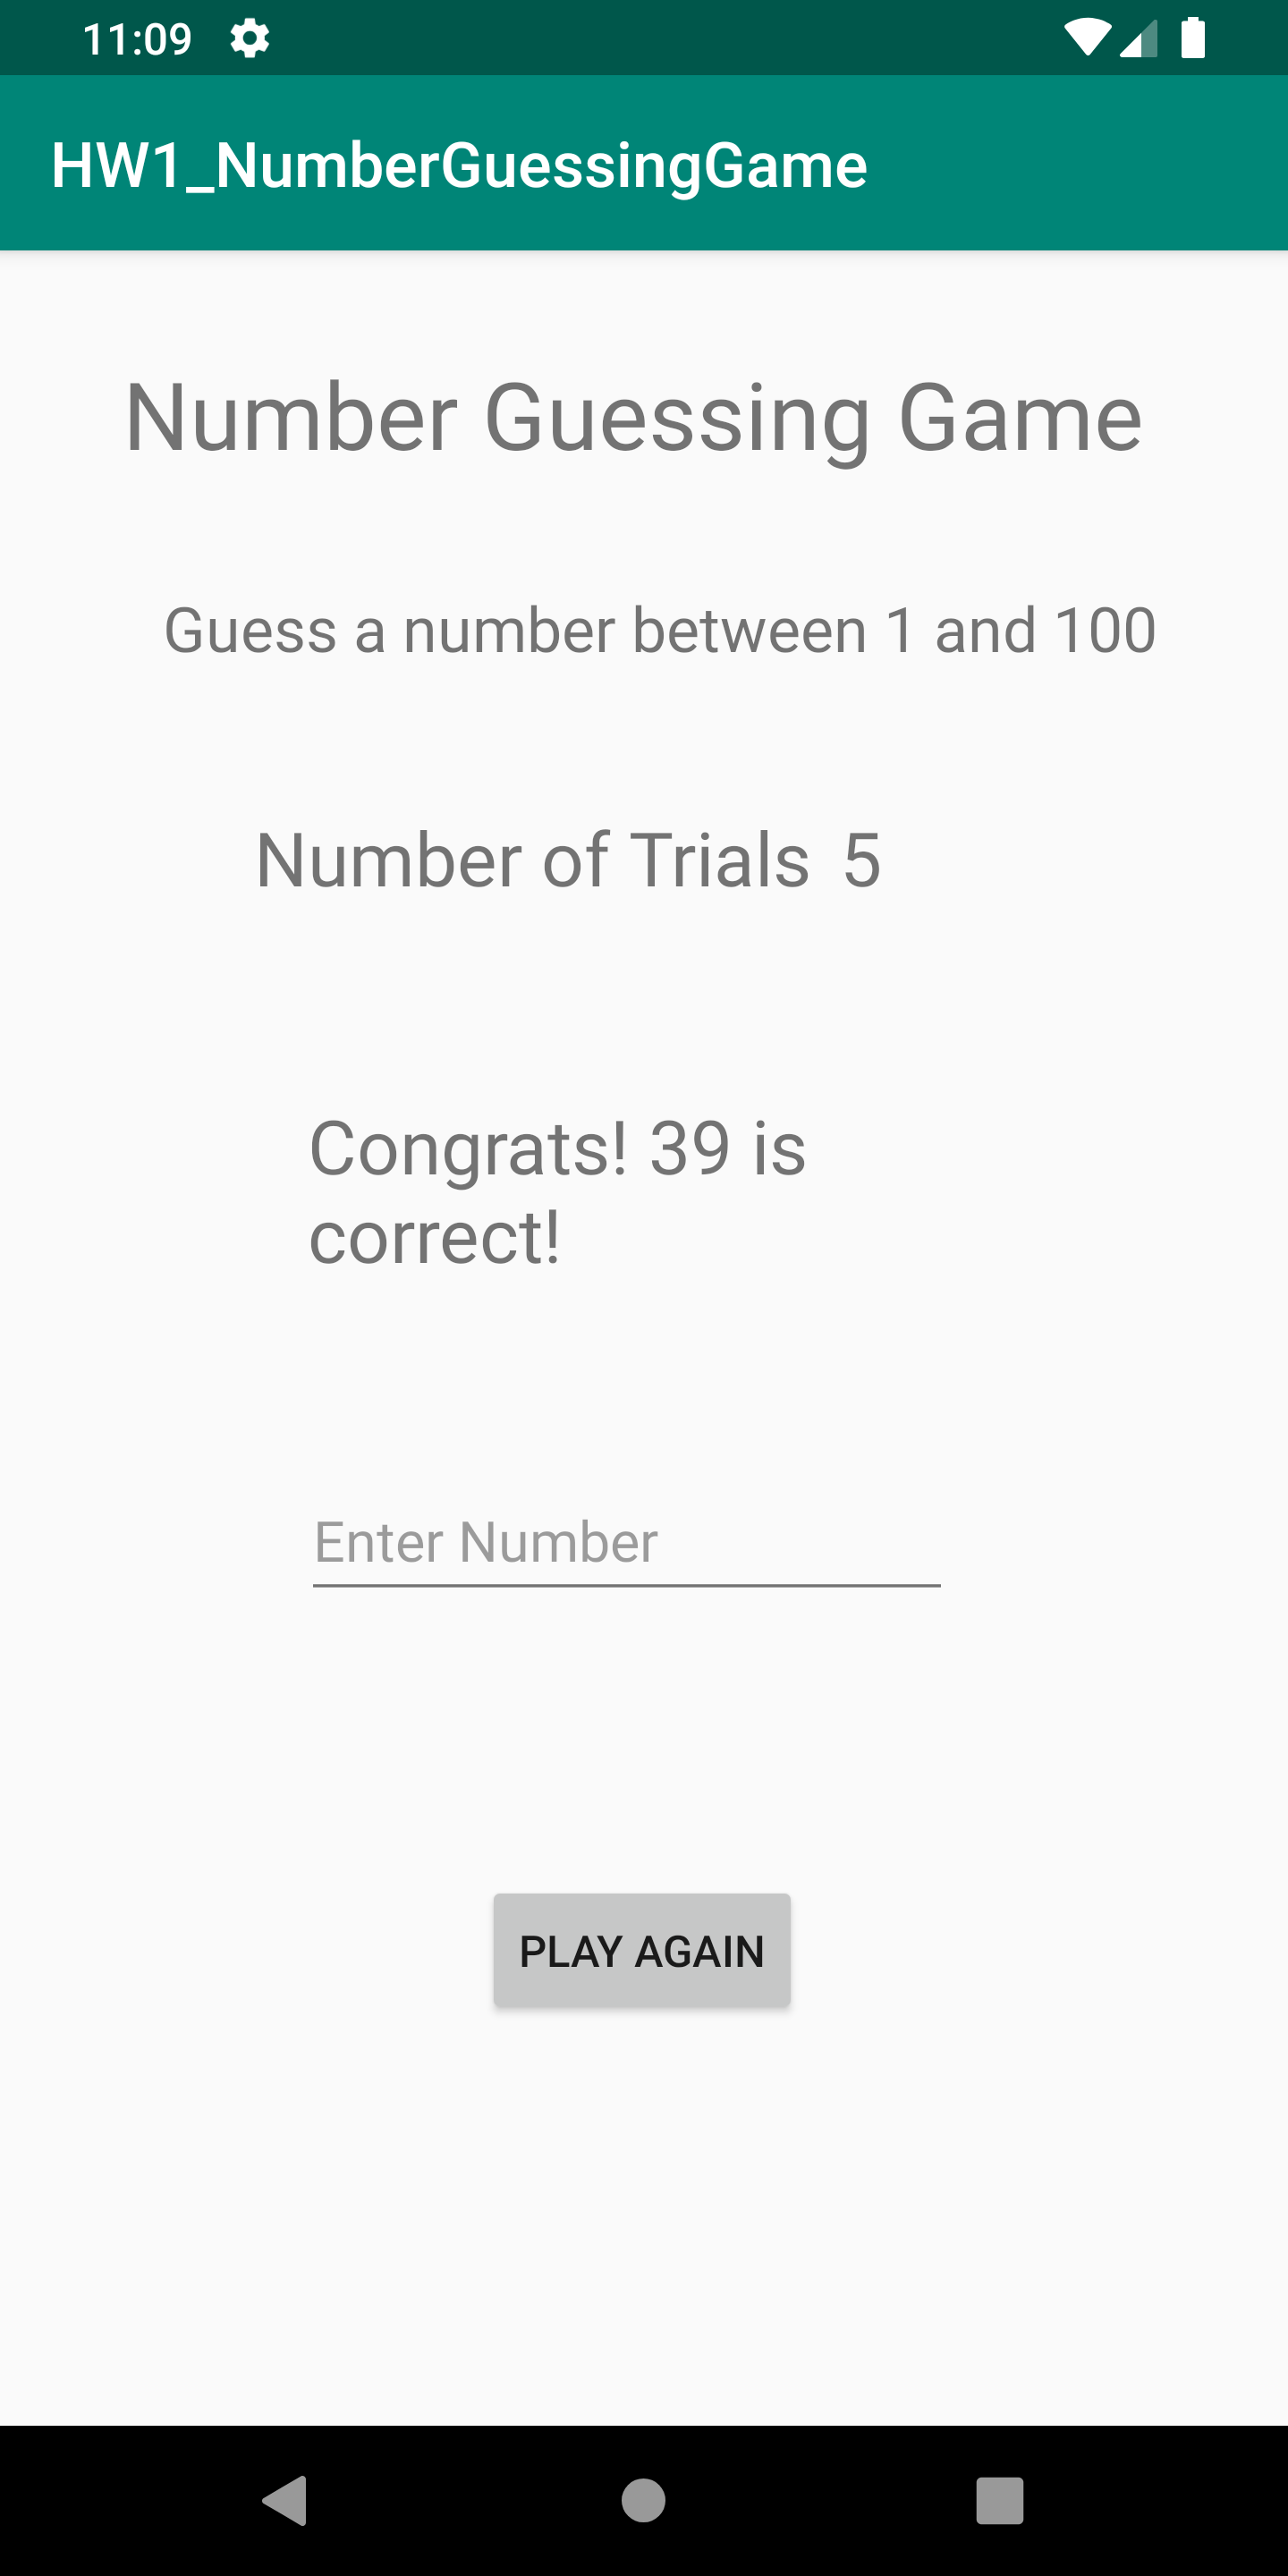 11:09
HW1_NumberGuessingGame
Number Guessing Game
Guess a number between 1 and 100
Number of Trials 5
Congrats! 39 is
correct!
Enter Number
PLAY AGAIN